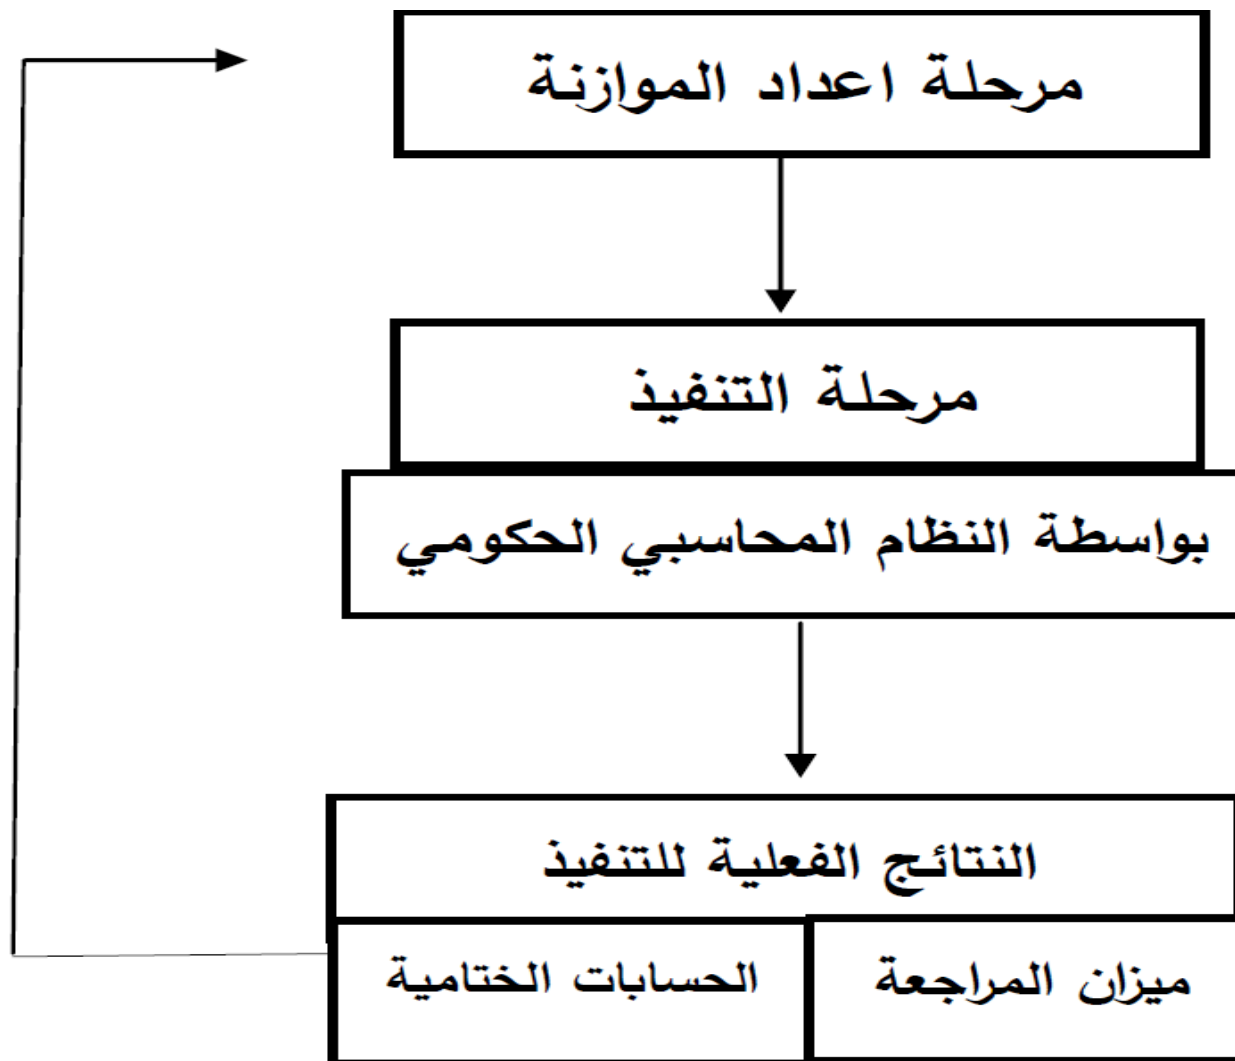 مرحلة اعداد الموازنة
مرحلة التنفيذ
بواسطة النظام المحاسبي الحكومي
النتائج الفعلية للتنفيذ
ميزان المراجعة
الحسابات الختامية